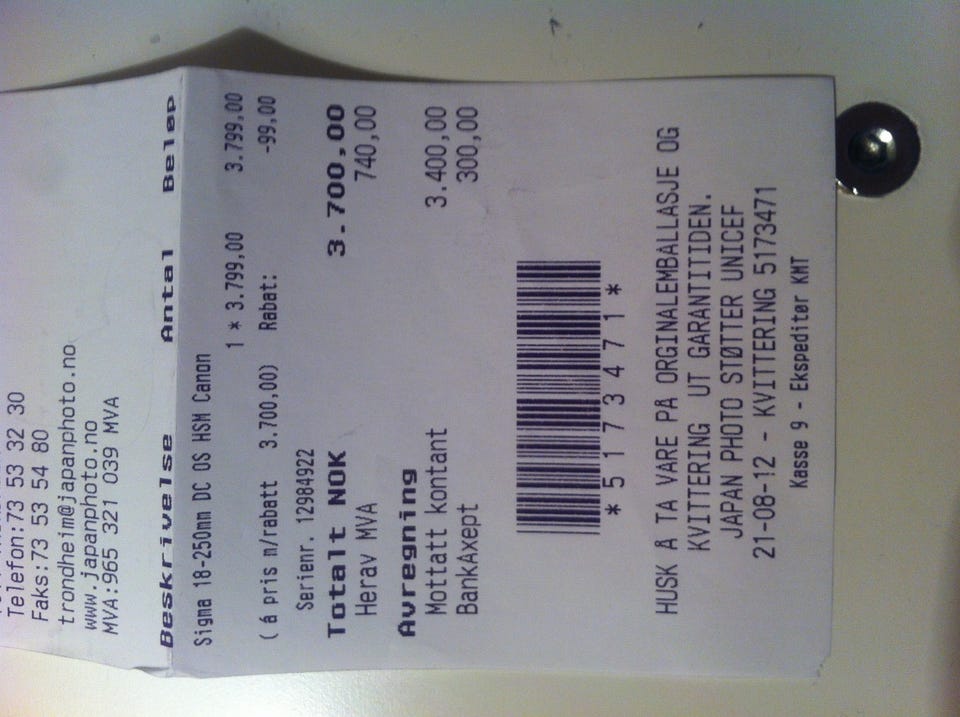 Telefon:73 53 32 30
Faks:73 53 54 80
trondheim@japanphoto.no
www.japanphoto.no
MVA:965 321 039 MVA
Beskrivelse Antal Beløp
Sigma 18-250mm DC OS HSM Canon
1 * 3.799,00 3.799,00
( á pris m/rabatt 3.700,00) Rabat: -99,00
Serienr. 12984922
Totalt NOK 3.700,00
Herav MVA 740,00
Avregning
Mottatt kontant 3.400,00
BankAxept 300,00
* 5 1 7 3 4 7 1 *
HUSK Å TA VARE PÅ ORGINALEMBALLASJE OG
KVITTERING UT GARANTITIDEN.
JAPAN PHOTO STØTTER UNICEF
21-08-12 - KVITTERING 5173471
Kasse 9 - Ekspeditør KMT